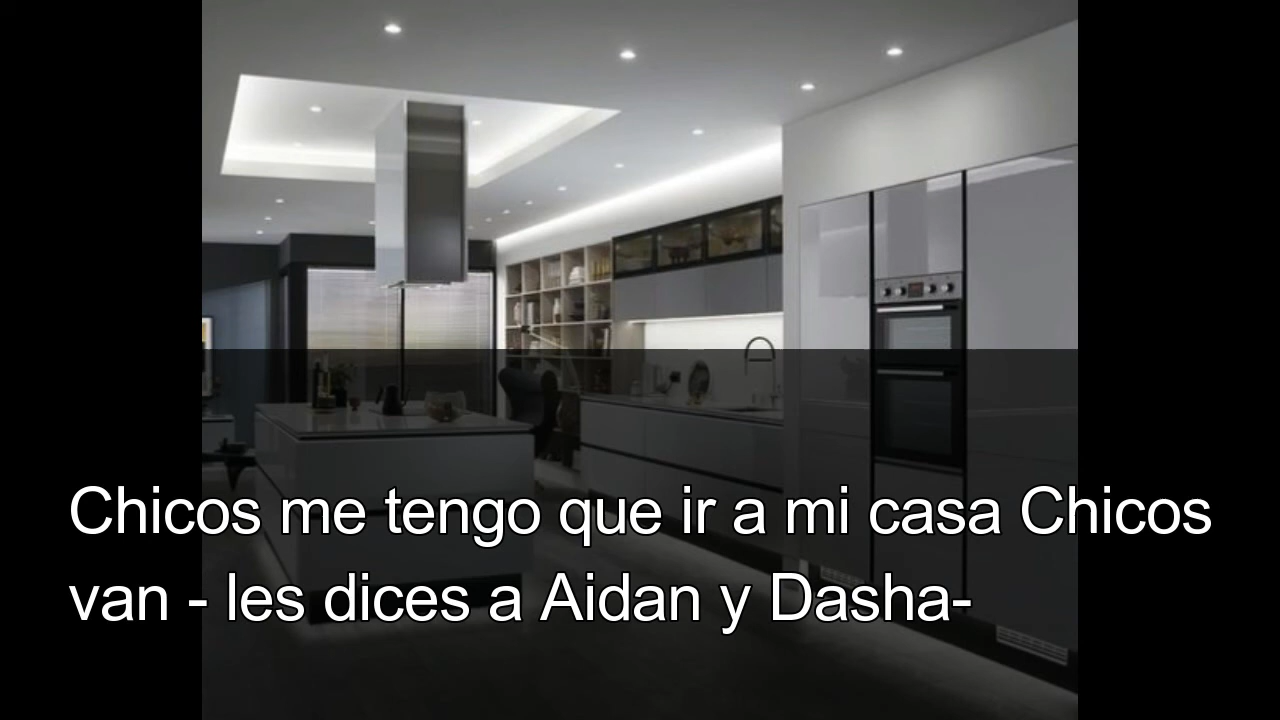 Chicos me tengo que ir a mi casa Chicos
van - les dices a Aidan y Dasha-